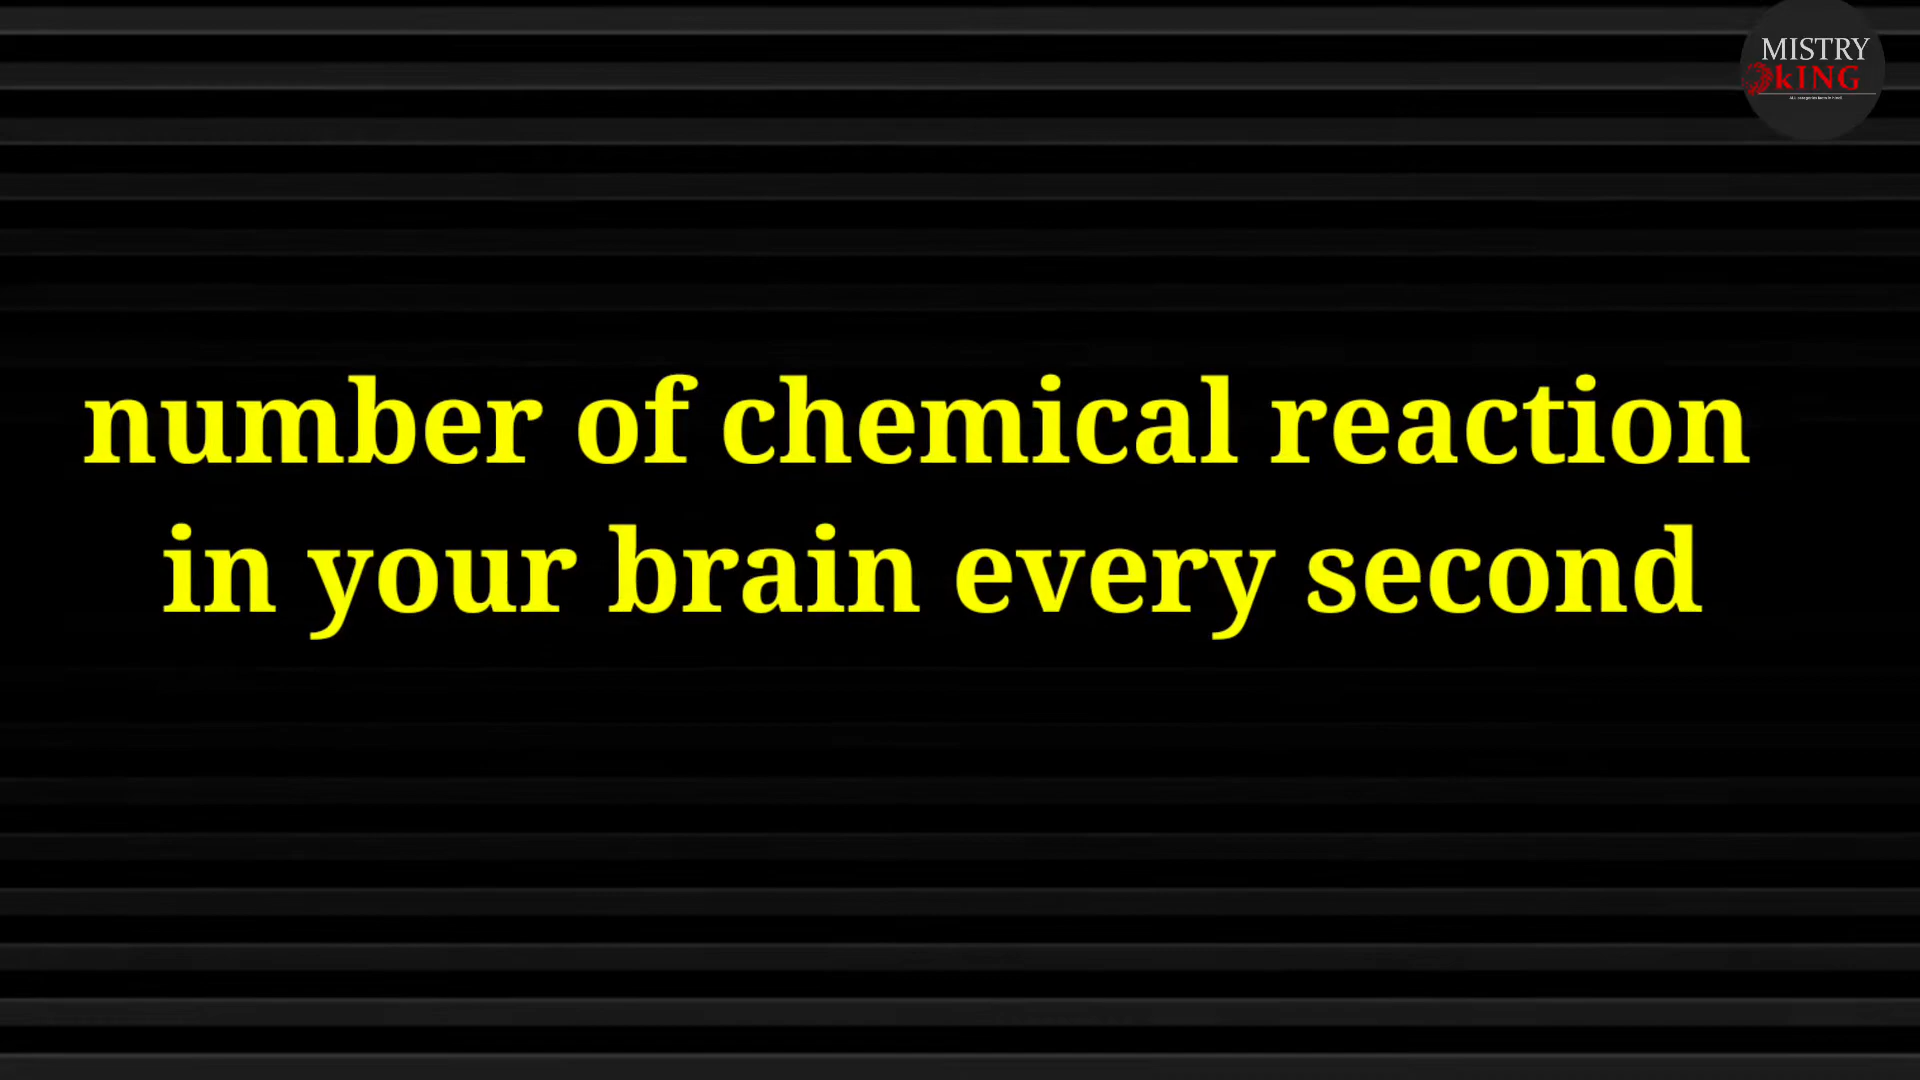 MISTRY
kING
number of chemical reaction
in your brain every second